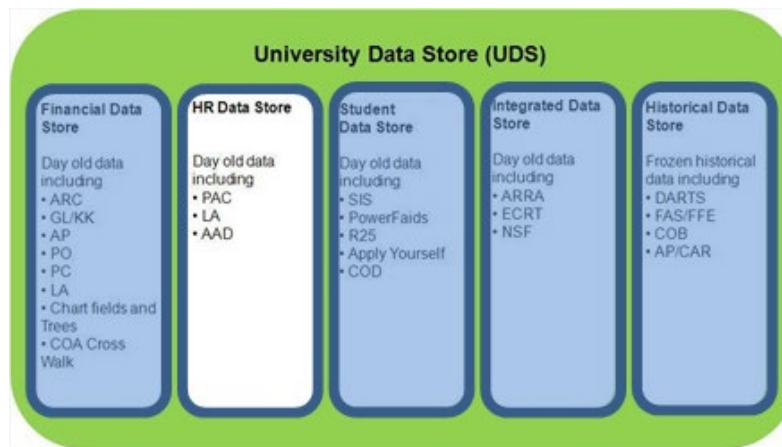 University Data Store (UDS)
Financial Data
Store
Day old data
including
• ARC
• GL/KK
• AP
• PO
• PC
• LA
• Chart fields and
Trees
• COA Cross
Walk
HR Data Store
Day old data
including
• PAC
• LA
• AAD
Student
Data Store
Day old data
including
• SIS
• PowerFaids
• R25
• Apply Yourself
• COD
Integrated Data
Store
Day old data
including
• ARRA
• ECRT
• NSF
Historical Data
Store
Frozen historical
data including
• DARTS
• FAS/FFE
• COB
• AP/CAR